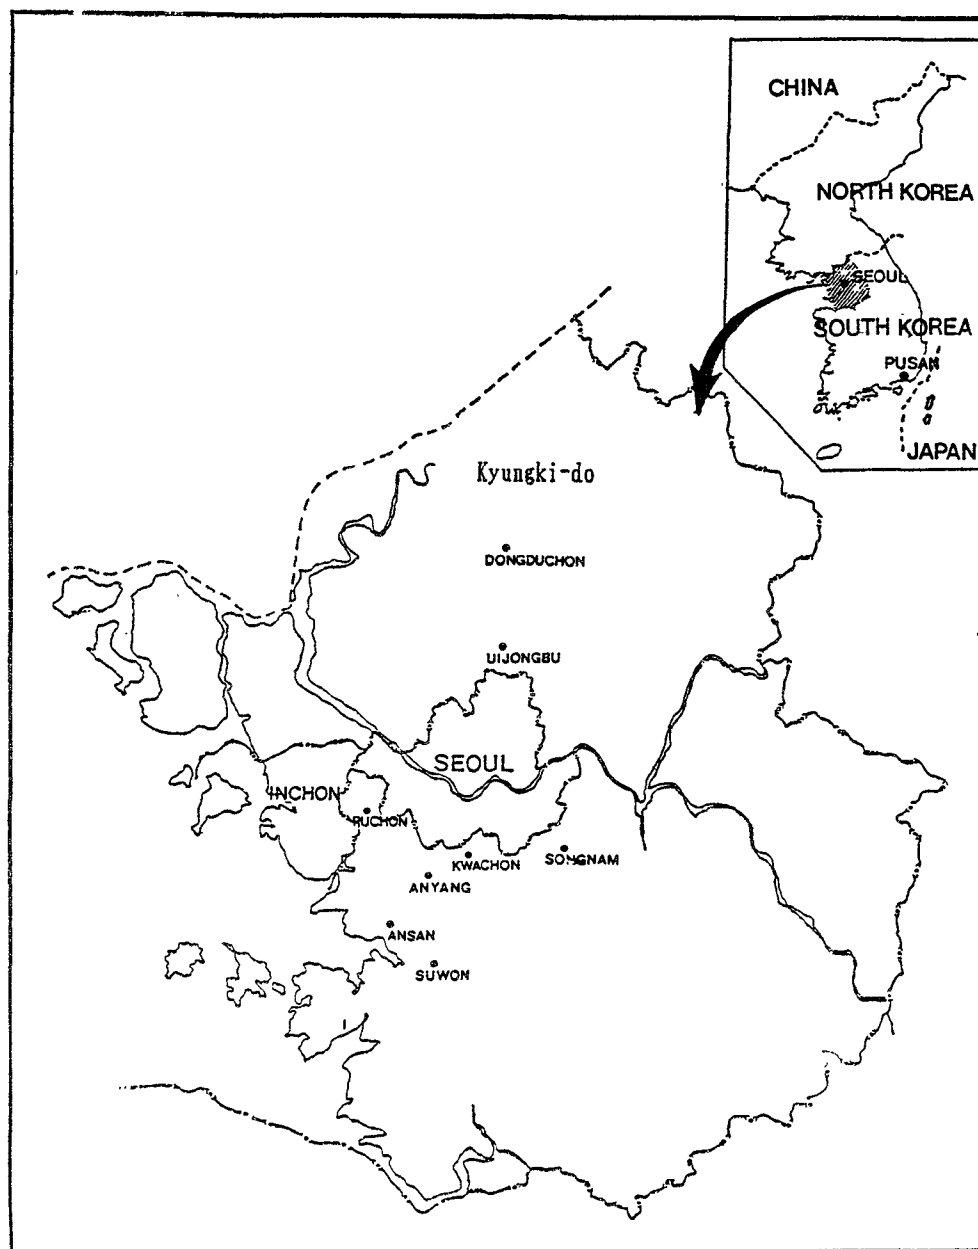 CHINA
NORTH KOREA
SEOUL
SOUTH KOREA
PUSAN
JAPAN
Kyungki-do
DONGDUCHON
UIJONGBU
SEOUL
INCHON
PUCHON
KWACHON
SONGNAM
ANYANG
ANSAN
SUWON